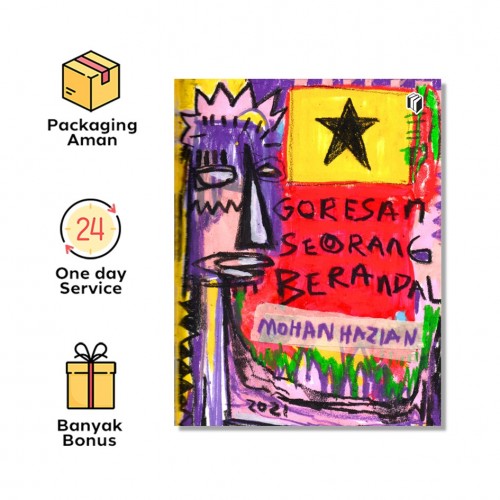 Packaging
Aman
24
One day
Service
Banyak
Bonus
GORESAN
SEORANG
BERANDAL
MOHAN HAZIAN
2021